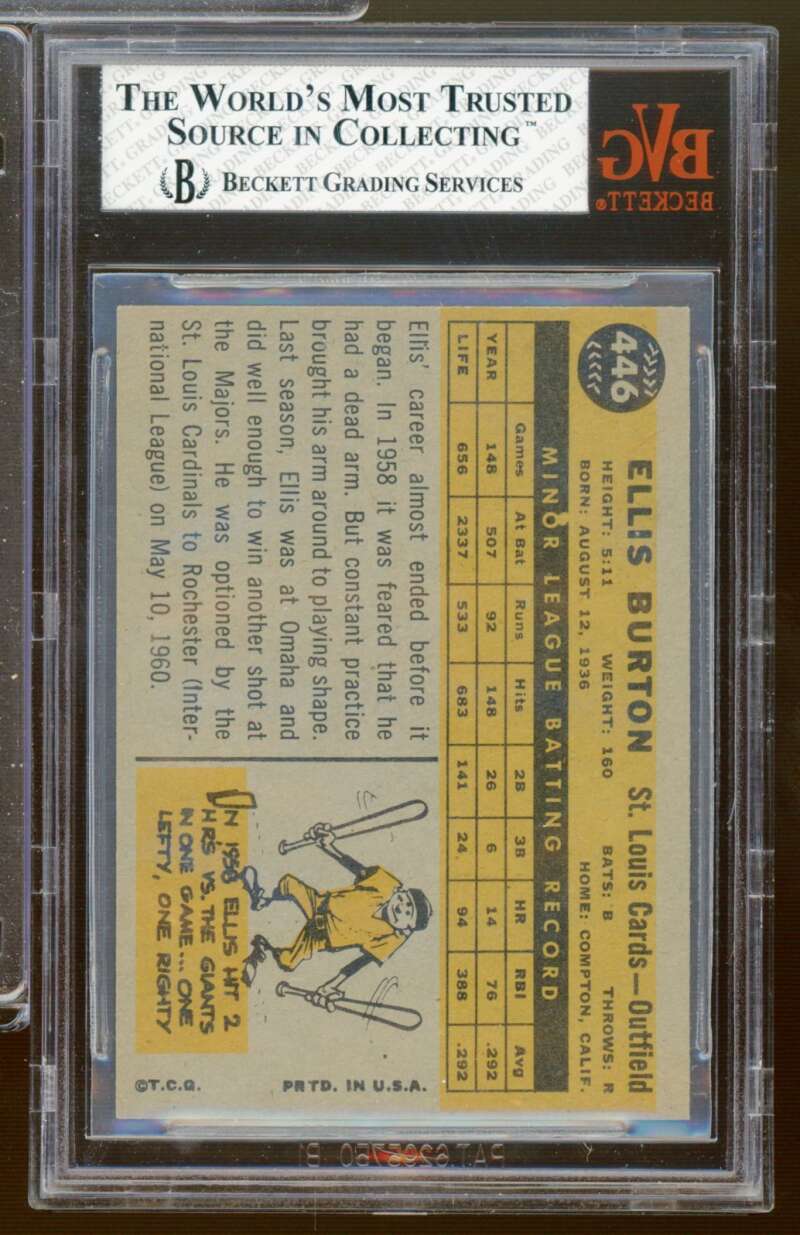 THE WORLD'S MOST TRUSTED
SOURCE IN COLLECTING™
B BECKETT GRADING SERVICES
BVG
BECKETT®
446
ELLIS BURTON St. Louis Cards—Outfield
HEIGHT: 5:11 WEIGHT: 160 BATS: B THROWS: R
BORN: AUGUST 12, 1936 HOME: COMPTON, CALIF.
MINOR LEAGUE BATTING RECORD
Games At Bat Runs Hits 2B 3B HR RBI Avg
YEAR 148 507 92 148 26 6 14 76 .292
LIFE 656 2337 533 683 141 24 94 388 .292
Ellis' career almost ended before it
began. In 1958 it was feared that he
had a dead arm. But constant practice
brought his arm around to playing shape.
Last season, Ellis was at Omaha and
did well enough to win another shot at
the Majors. He was optioned by the
St. Louis Cardinals to Rochester (Inter-
national League) on May 10, 1960.
IN 1958 ELLIS HIT 2
HRS VS. THE GIANTS
IN ONE GAME... ONE
LEFTY, ONE RIGHTY
©T.C.G. PRTD. IN U.S.A.